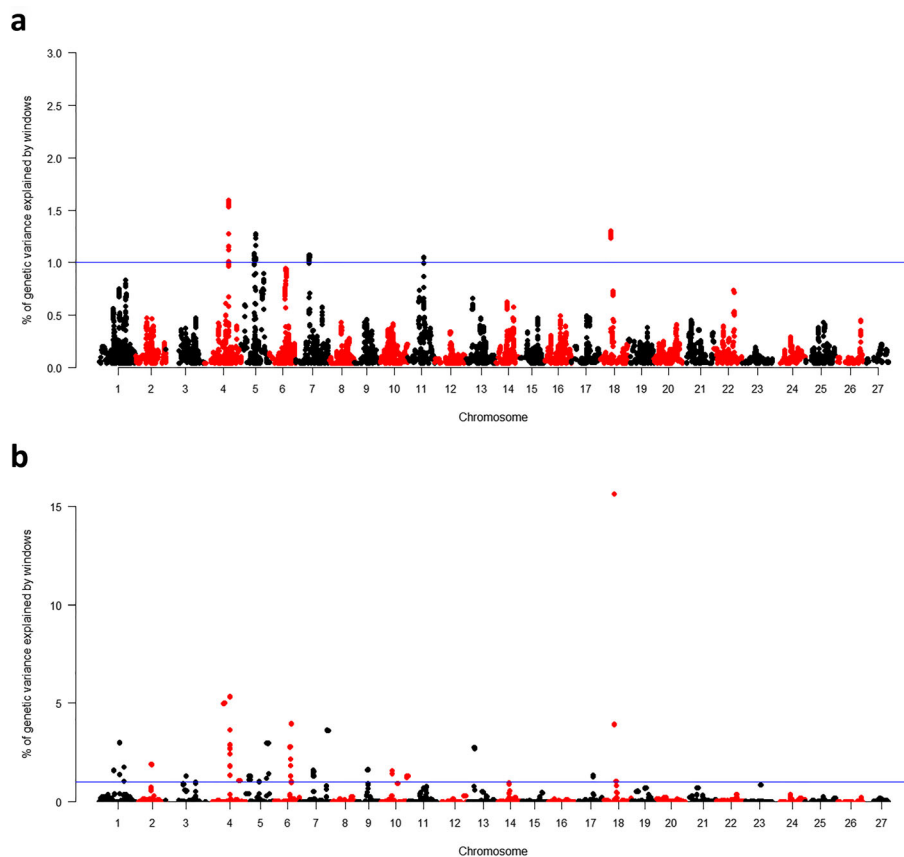 a
% of genetic variance explained by windows
3.0
2.5
2.0
1.5
1.0
0.5
0.0
1 2 3 4 5 6 7 8 9 10 11 12 13 14 15 16 17 18 19 20 21 22 23 24 25 26 27
Chromosome
b
% of genetic variance explained by windows
15
10
5
0
1 2 3 4 5 6 7 8 9 10 11 12 13 14 15 16 17 18 19 20 21 22 23 24 25 26 27
Chromosome